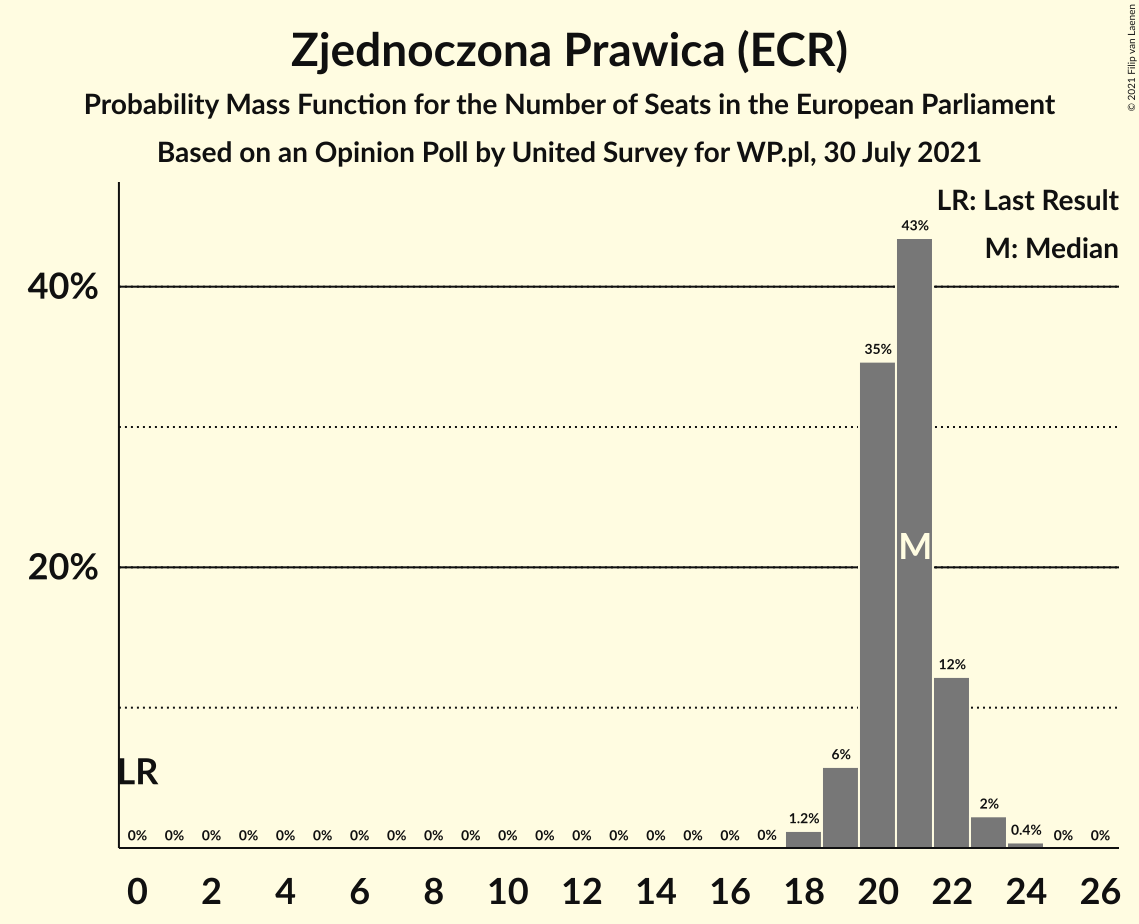 Zjednoczona Prawica (ECR)
Probability Mass Function for the Number of Seats in the European Parliament
Based on an Opinion Poll by United Survey for WP.pl, 30 July 2021
© 2021 Filip van Laenen
LR: Last Result
M: Median
43%
40%
35%
M
20%
12%
LR
6%
2%
1.2%
0.4%
0% 0% 0% 0% 0% 0% 0% 0% 0% 0% 0% 0% 0% 0% 0% 0% 0% 0% 0% 0%
0 2 4 6 8 10 12 14 16 18 20 22 24 26